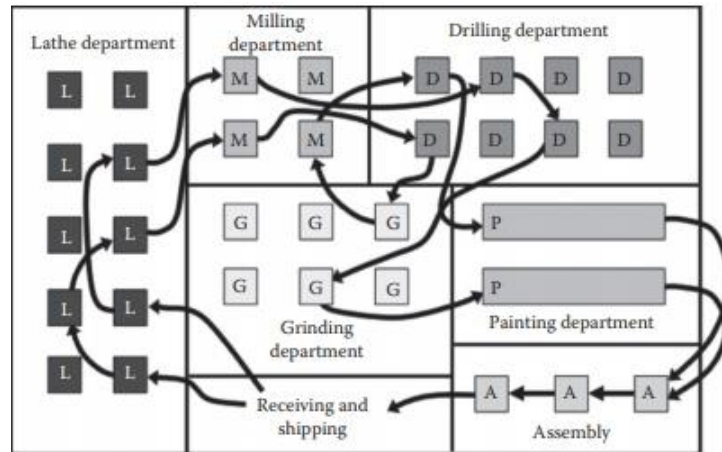 Lathe department
Milling
department
Drilling department
L L
M M
D D D D
L L
M M
D D D D
L L
G G G
P
L L
G G G
P
Grinding
department
Painting department
L L
Receiving and
shipping
A A A
Assembly